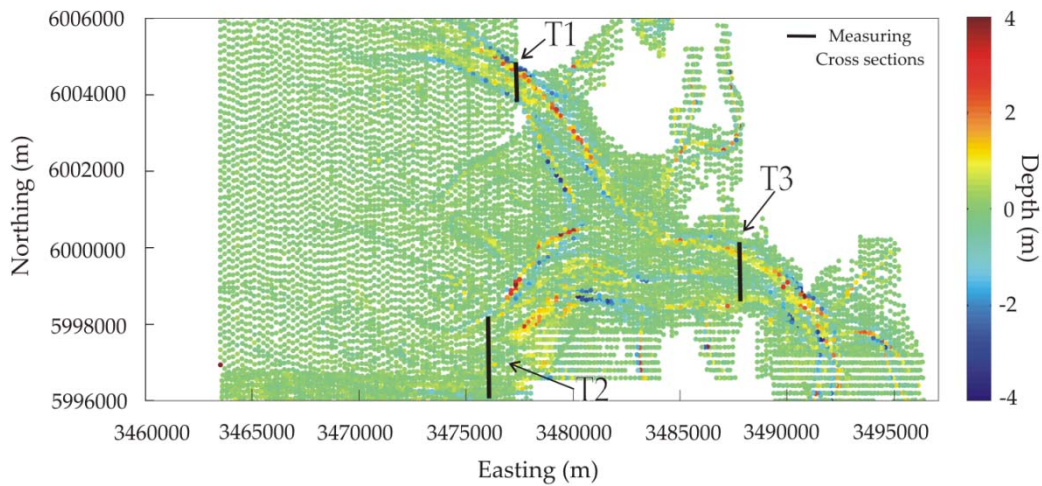 6006000
6004000
6002000
6000000
5998000
5996000
Northing (m)
3460000 3465000 3470000 3475000 3480000 3485000 3490000 3495000
Easting (m)
T1
T2
T3
Measuring
Cross sections
4
2
0
-2
-4
Depth (m)